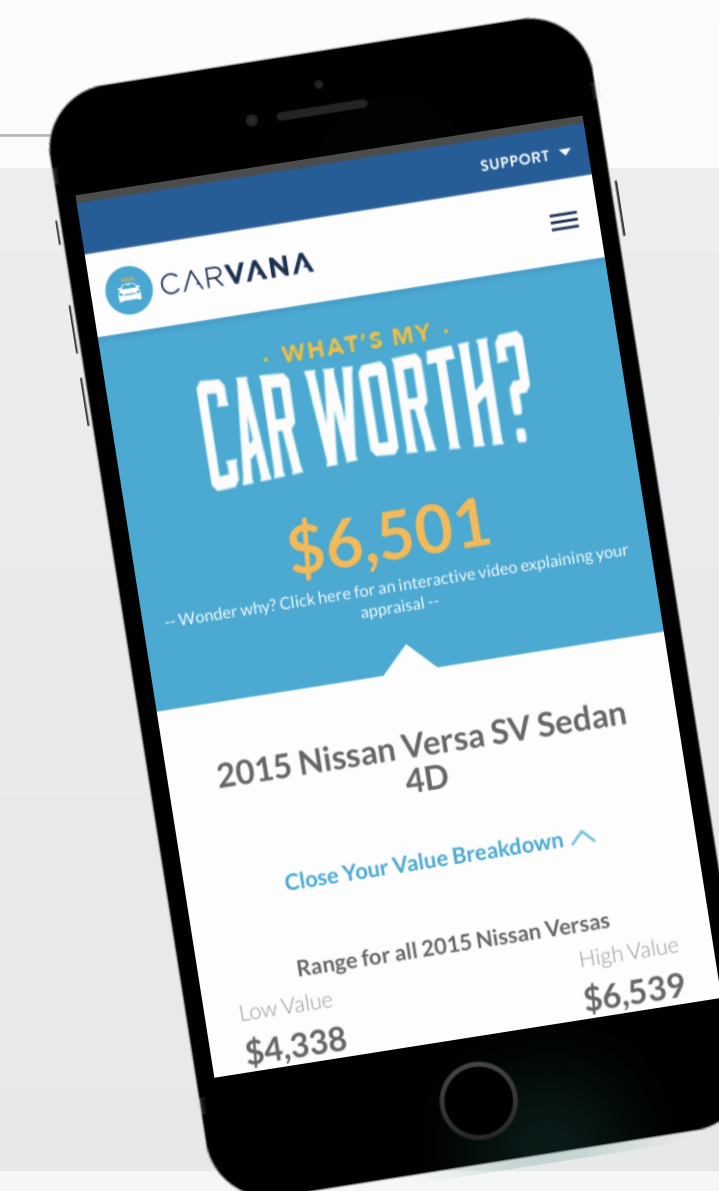 SUPPORT
CARVANA
· WHAT'S MY ·
CAR WORTH?
$6,501
-- Wonder why? Click here for an interactive video explaining your
appraisal --
2015 Nissan Versa SV Sedan
4D
Close Your Value Breakdown
Range for all 2015 Nissan Versas
Low Value
High Value
$4,338
$6,539